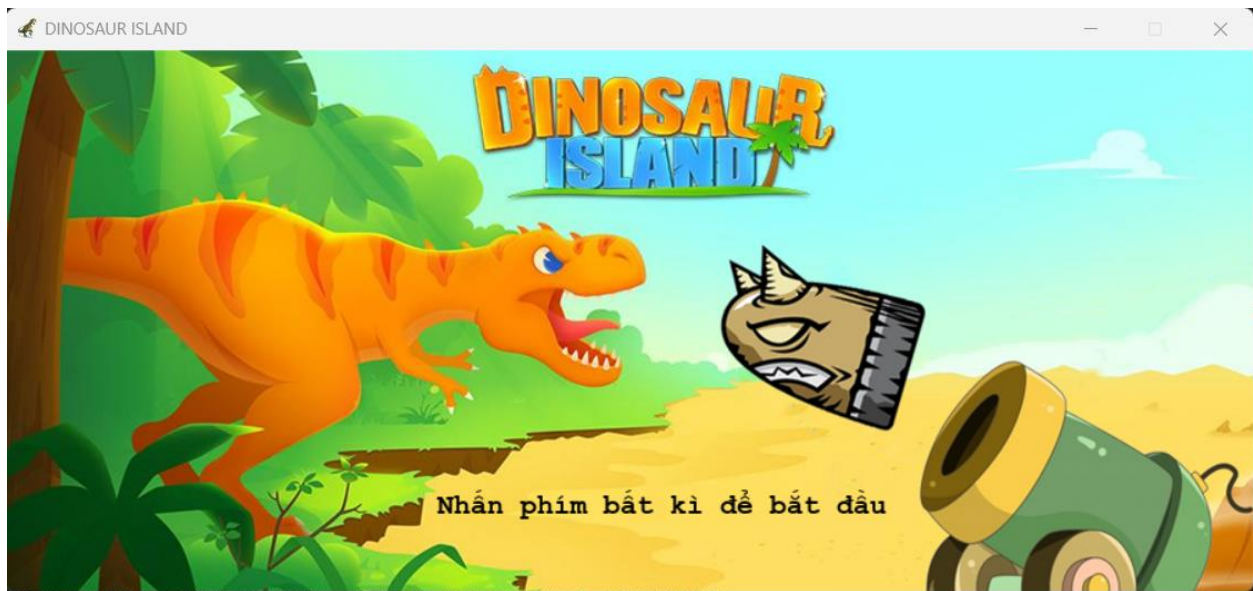 DINOSAUR ISLAND
DINOSAUR
ISLAND
Nhấn phím bất kì để bắt đầu